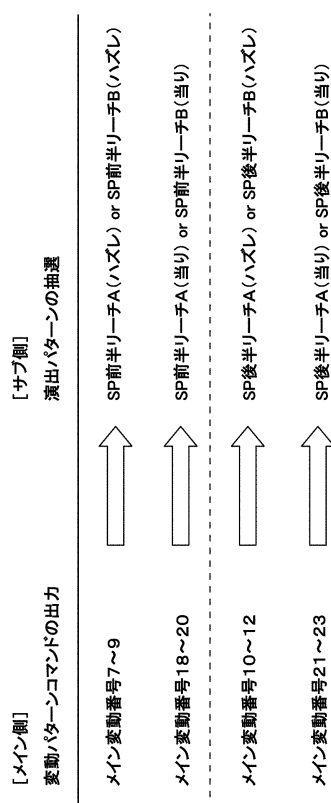 [メイン側]
変動パターンコマンドの出力
[サブ側]
演出パターンの抽選
メイン変動番号7~9
SP前半リーチA(ハズレ) or SP前半リーチB(ハズレ)
メイン変動番号18~20
SP前半リーチA(当り) or SP前半リーチB(当り)
メイン変動番号10~12
SP後半リーチA(ハズレ) or SP後半リーチB(ハズレ)
メイン変動番号21~23
SP後半リーチA(当り) or SP後半リーチB(当り)